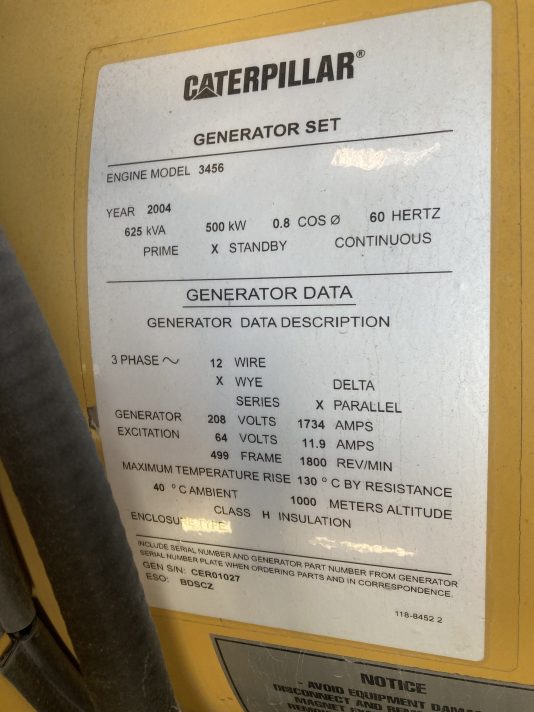 CATERPILLAR®
GENERATOR SET
ENGINE MODEL 3456
YEAR 2004
625 kVA 500 kW 0.8 COS Ø 60 HERTZ
PRIME X STANDBY CONTINUOUS
GENERATOR DATA
GENERATOR DATA DESCRIPTION
3 PHASE ~ 12 WIRE
X WYE DELTA
SERIES X PARALLEL
GENERATOR 208 VOLTS 1734 AMPS
EXCITATION 64 VOLTS 11.9 AMPS
499 FRAME 1800 REV/MIN
MAXIMUM TEMPERATURE RISE 130 ° C BY RESISTANCE
40 ° C AMBIENT 1000 METERS ALTITUDE
CLASS H INSULATION
ENCLOSURE TYPE
INCLUDE SERIAL NUMBER AND GENERATOR PART NUMBER FROM GENERATOR
SERIAL NUMBER PLATE WHEN ORDERING PARTS AND IN CORRESPONDENCE.
GEN S/N: CER01027
ESO: BDSCZ
118-8452 2
NOTICE
- AVOID EQUIPMENT
DISCONNECT AND
MAGNET